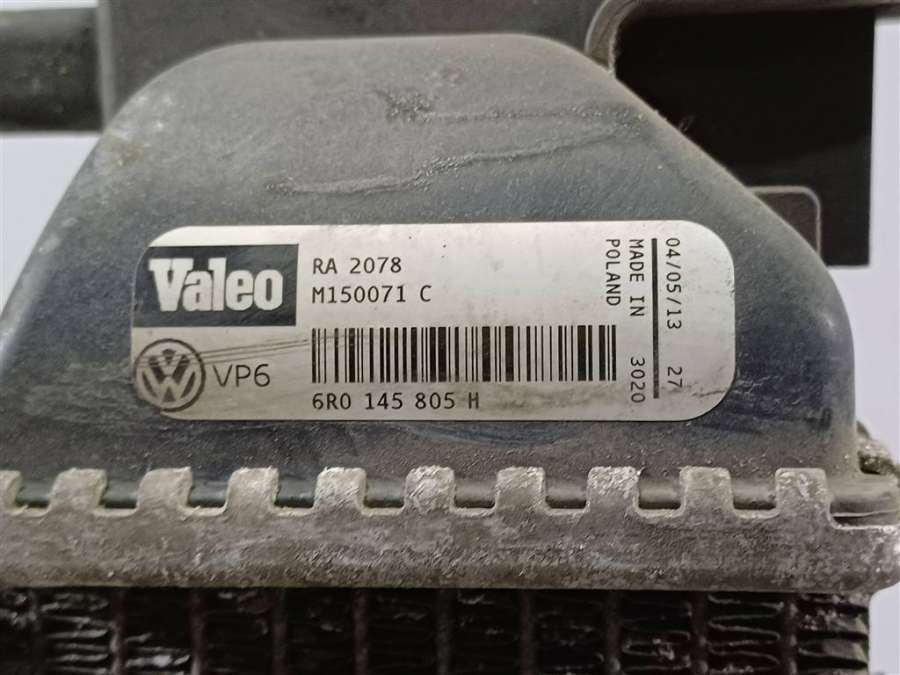 Valeo
RA 2078
M150071 C
VP6
6R0 145 805 H
MADE IN
POLAND
3020
04/05/13 27